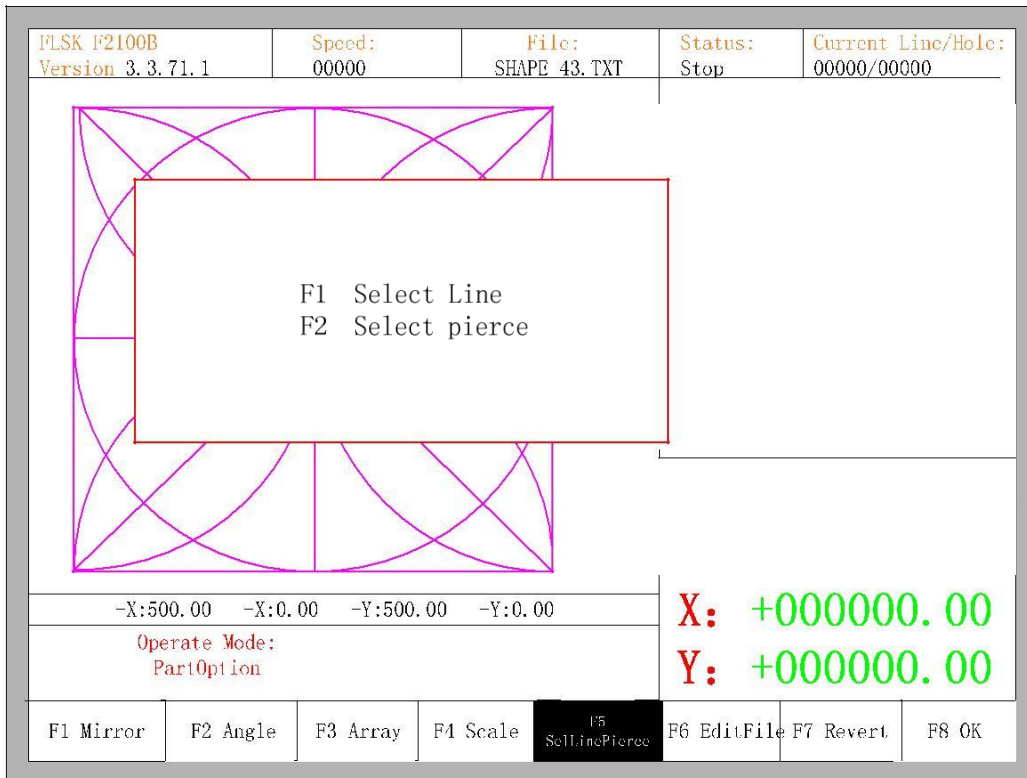 FLSK F2100B
Version 3.3.71.1
Speed:
00000
File:
SHAPE 43.TXT
Status:
Stop
Current Line/Hole:
00000/00000
F1 Select Line
F2 Select pierce
-X:500.00 -X:0.00 -Y:500.00 -Y:0.00
Operate Mode:
PartOption
X: +000000.00
Y: +000000.00
F1 Mirror
F2 Angle
F3 Array
F4 Scale
F5
SelLinePierce
F6 EditFile
F7 Revert
F8 OK